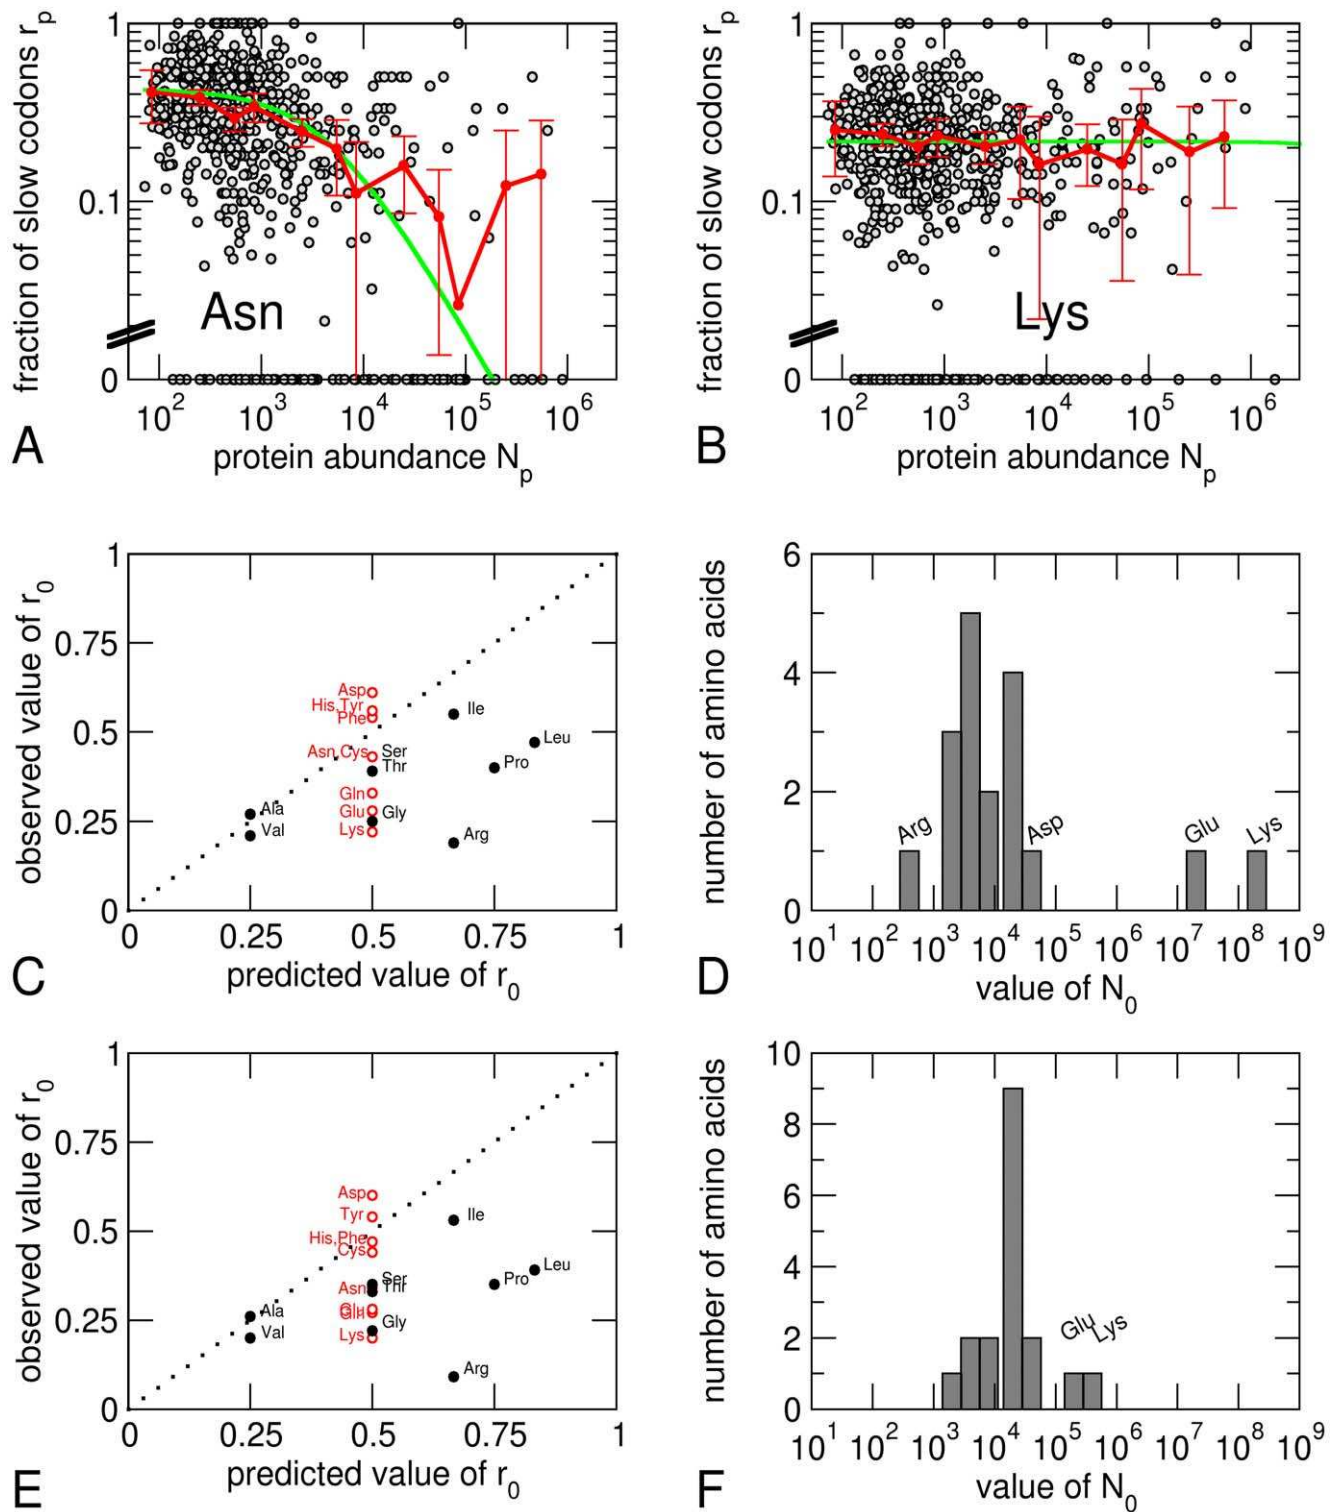 fraction of slow codons r_p
1
0.1
0
Asn
10^2 10^3 10^4 10^5 10^6
protein abundance N_p
A
fraction of slow codons r_p
1
0.1
0
Lys
10^2 10^3 10^4 10^5 10^6
protein abundance N_p
B
observed value of r_0
1
0.75
0.5
0.25
0
Asp
His,Tyr
Phe
Ile
Asn,Cys
Ser
Leu
Thr
Pro
Gln
Ala
Glu
Gly
Val
Lys
Arg
0 0.25 0.5 0.75 1
predicted value of r_0
C
number of amino acids
6
4
2
0
Arg
Asp
Glu
Lys
10^1 10^2 10^3 10^4 10^5 10^6 10^7 10^8 10^9
value of N_0
D
observed value of r_0
1
0.75
0.5
0.25
0
Asp
Tyr
Ile
His,Phe
Cys
Leu
Ser
Asn
Thr
Pro
Ala
Gly
Val
Lys
Arg
0 0.25 0.5 0.75 1
predicted value of r_0
E
number of amino acids
10
8
6
4
2
0
Glu
Lys
10^1 10^2 10^3 10^4 10^5 10^6 10^7 10^8 10^9
value of N_0
F